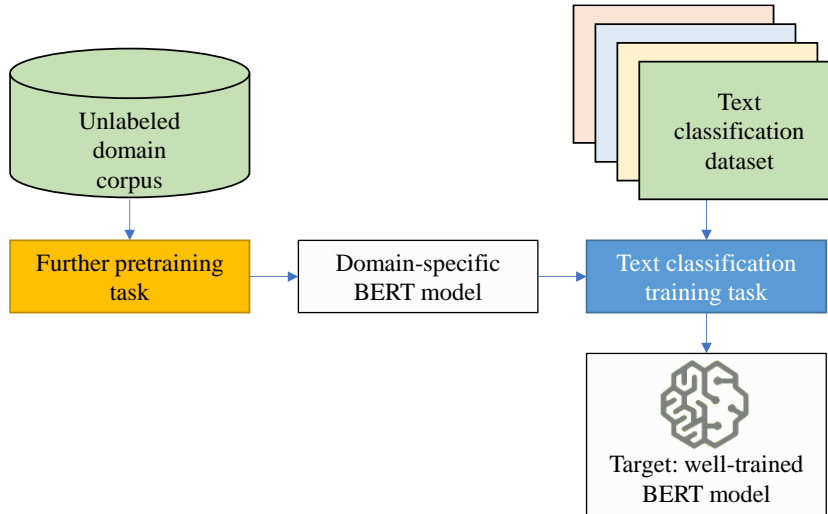 Unlabeled
domain
corpus
Text
classification
dataset
Further pretraining
task
Domain-specific
BERT model
Text classification
training task
Target: well-trained
BERT model